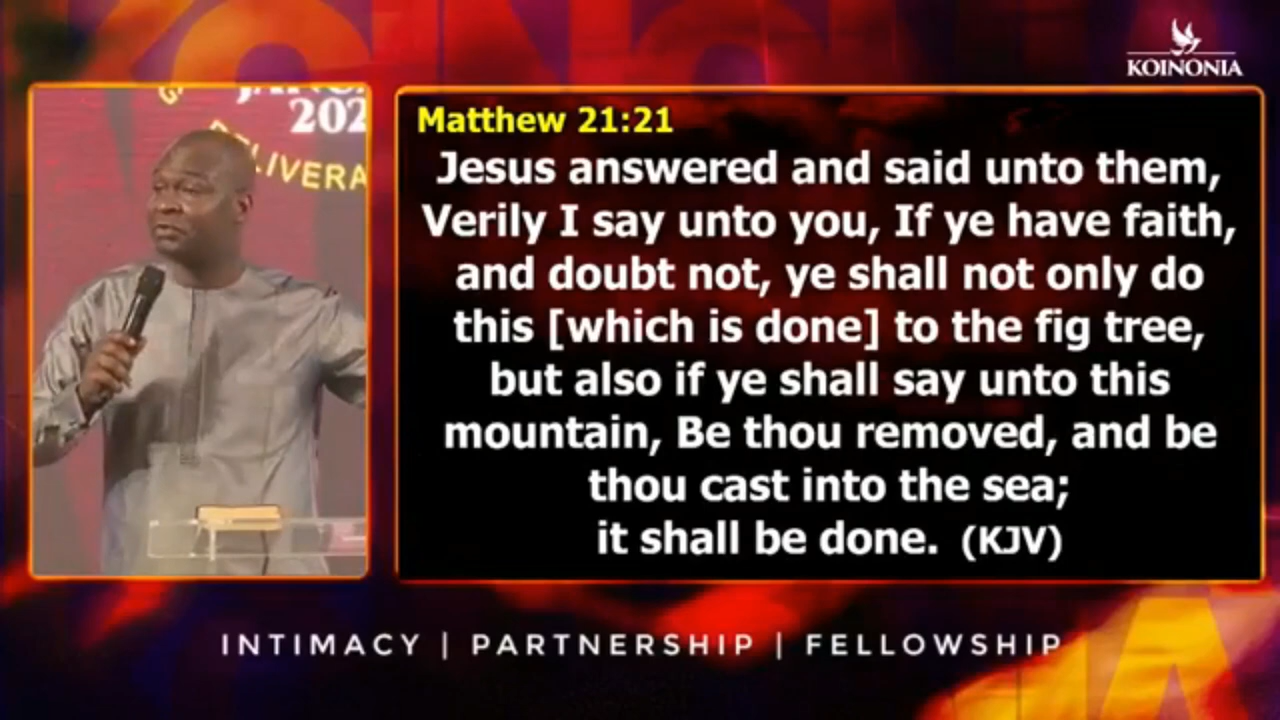 KOINONIA
202
DELIVERA
Matthew 21:21
Jesus answered and said unto them,
Verily I say unto you, If ye have faith,
and doubt not, ye shall not only do
this [which is done] to the fig tree,
but also if ye shall say unto this
mountain, Be thou removed, and be
thou cast into the sea;
it shall be done. (KJV)
INTIMACY | PARTNERSHIP | FELLOWSHIP